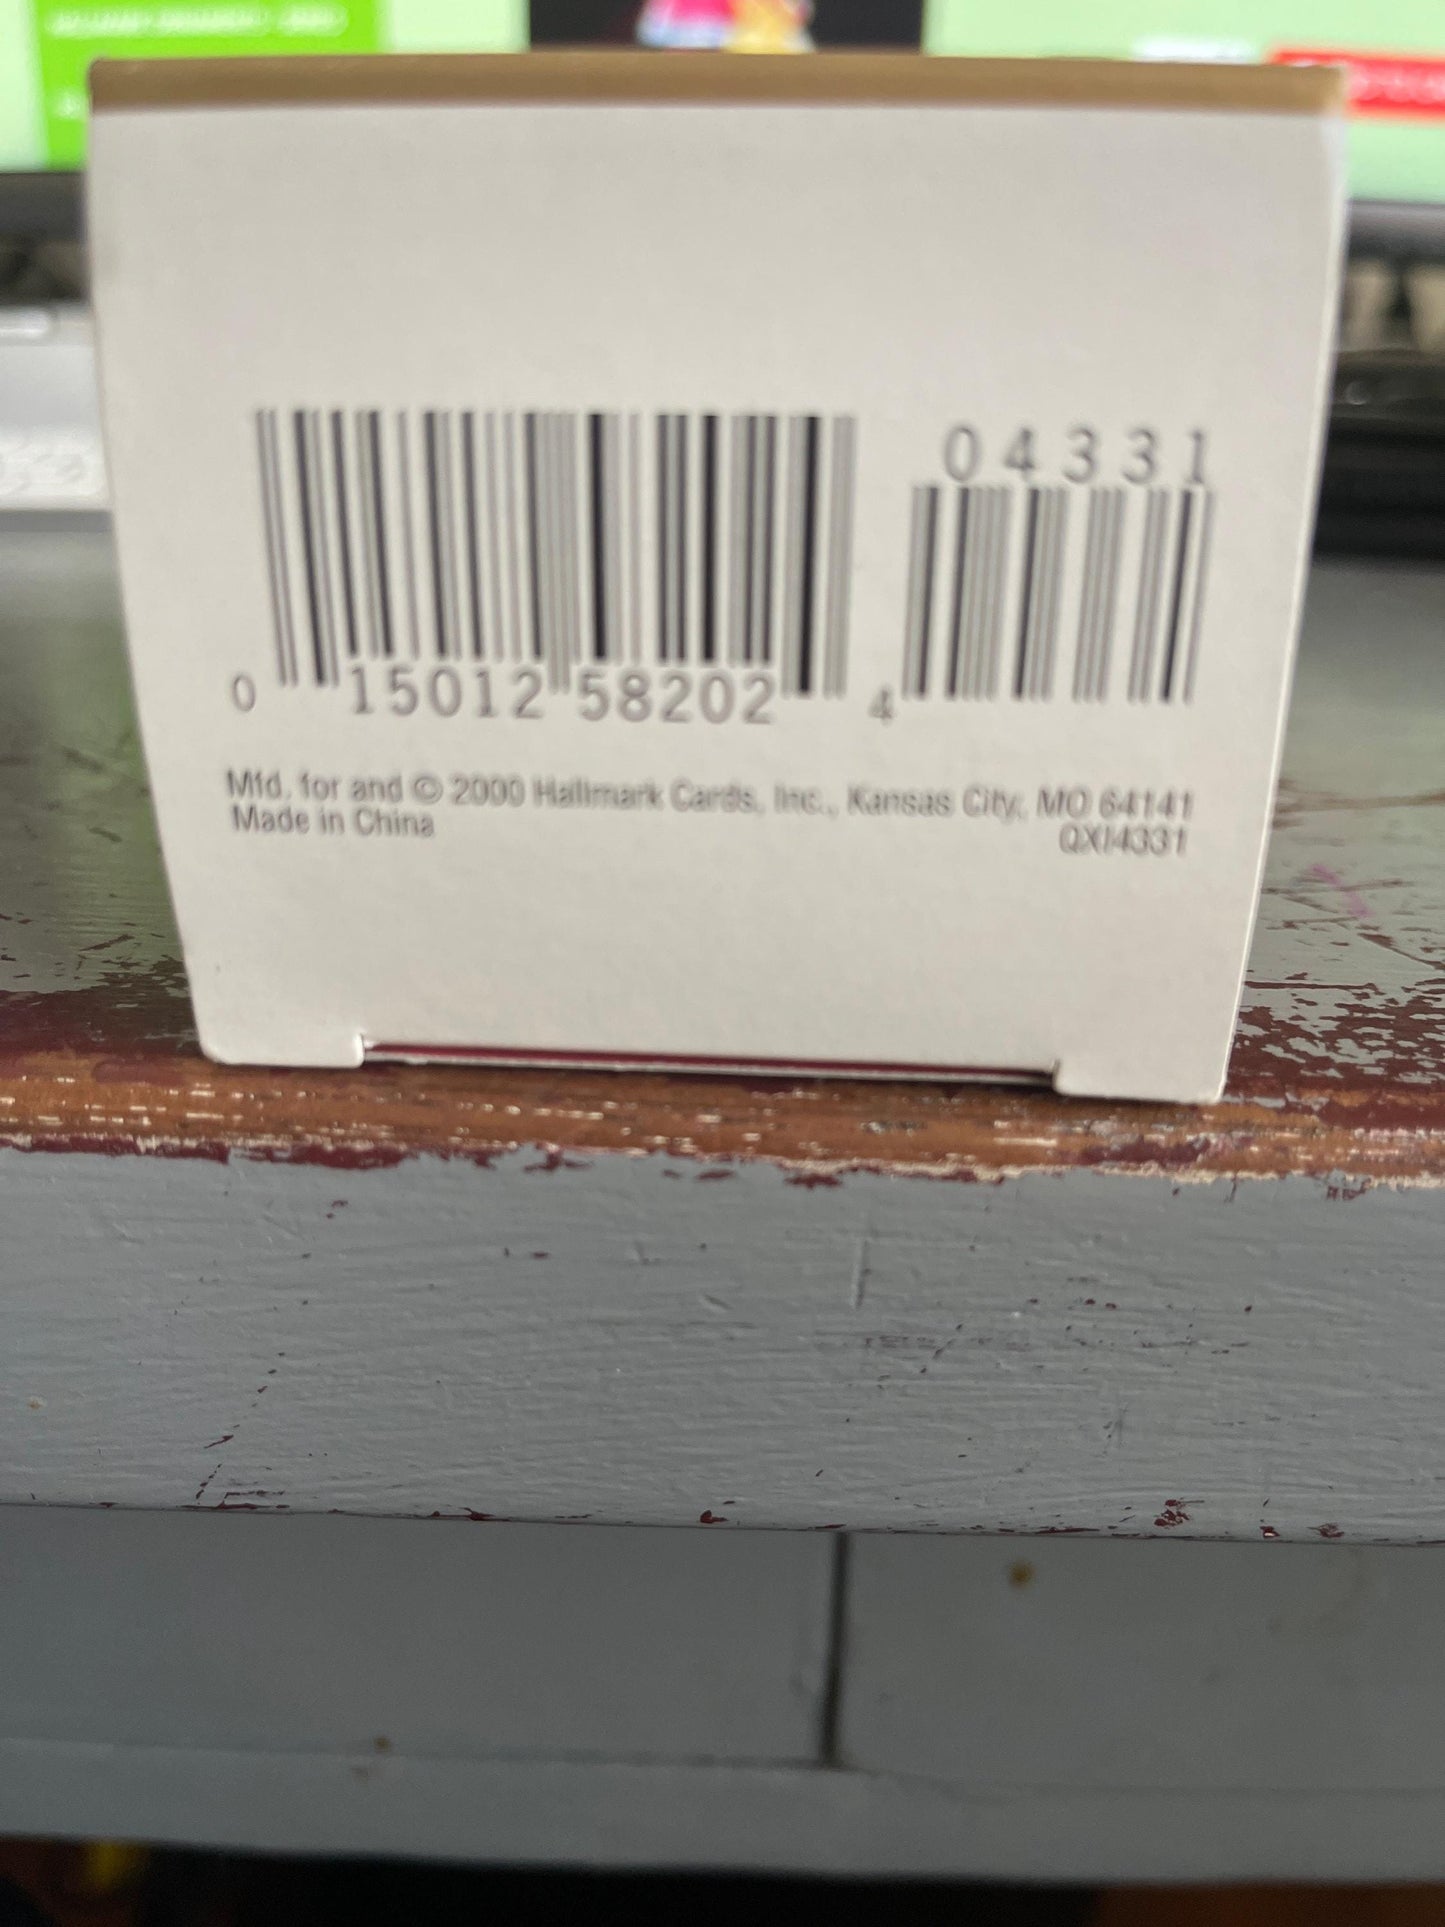 04331
0 15012 58202 4
Mfd. for and © 2000 Hallmark Cards, Inc., Kansas City, MO 64141
Made in China
QXI4331